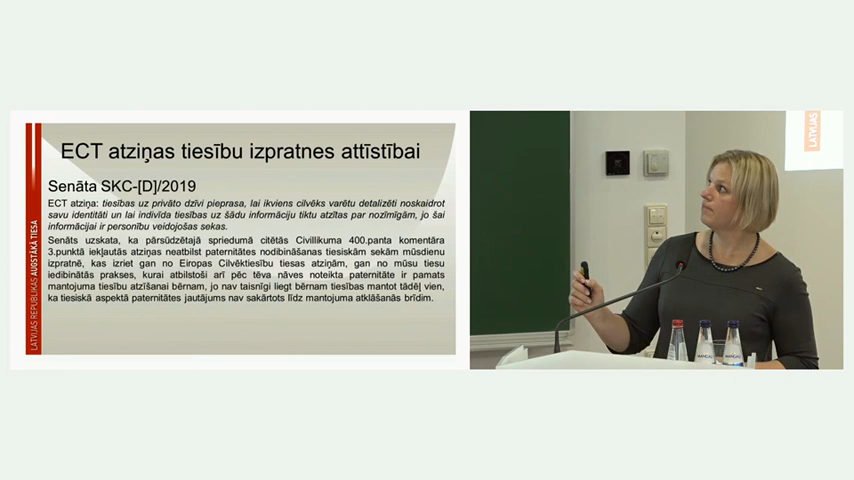 ECT atziņas tiesību izpratnes attīstībai
Senāta SKC-[D]/2019
ECT atziņa: tiesības uz privāto dzīvi pieprasa, lai ikviens cilvēks varētu detalizēti noskaidrot
savu identitāti un lai indivīda tiesības uz šādu informāciju tiktu atzītas par nozīmīgām, jo šai
informācijai ir personību veidojošas sekas.
Senāts uzskata, ka pārsūdzētajā spriedumā citētās Civillikuma 400.panta komentāra
3.punktā iekļautās atziņas neatbilst paternitātes nodibināšanas tiesiskām sekām mūsdienu
izpratnē, kas izriet gan no Eiropas Cilvēktiesību tiesas atziņām, gan no mūsu tiesu
iedibinātās prakses, kurai atbilstoši arī pēc tēva nāves noteikta paternitāte ir pamats
mantojuma tiesību atzīšanai bērnam, jo nav taisnīgi liegt bērnam tiesības mantot tādēļ vien,
ka tiesiskā aspektā paternitātes jautājums nav sakārtots līdz mantojuma atklāšanās brīdim.
LATVIJAS REPUBLIKAS AUGSTĀKĀ TIESA
LATVIJAS
MANGAĻI
MANGAĻI